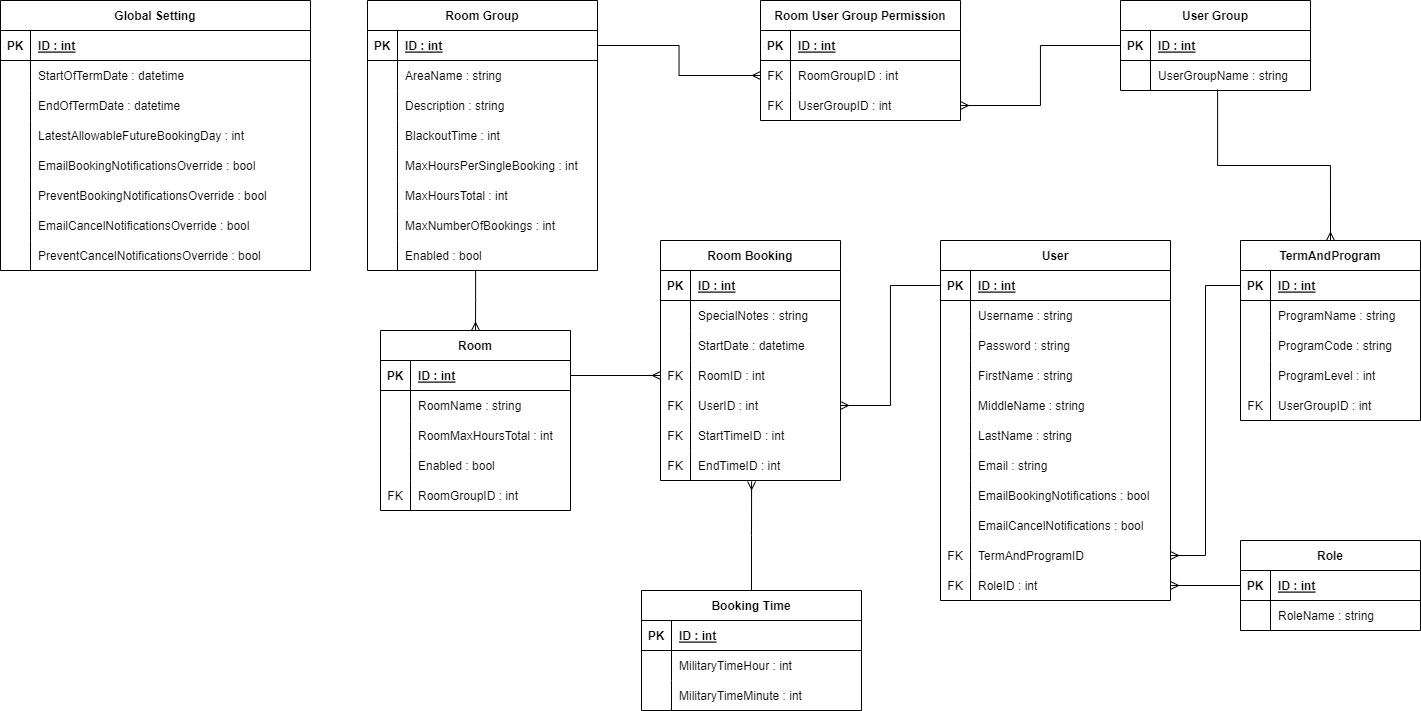 Global Setting
PK ID : int
StartOfTermDate : datetime
EndOfTermDate : datetime
LatestAllowableFutureBookingDay : int
EmailBookingNotificationsOverride : bool
PreventBookingNotificationsOverride : bool
EmailCancelNotificationsOverride : bool
PreventCancelNotificationsOverride : bool
Room Group
PK ID : int
AreaName : string
Description : string
BlackoutTime : int
MaxHoursPerSingleBooking : int
MaxHoursTotal : int
MaxNumberOfBookings : int
Enabled : bool
Room User Group Permission
PK ID : int
FK RoomGroupID : int
FK UserGroupID : int
User Group
PK ID : int
UserGroupName : string
Room
PK ID : int
RoomName : string
RoomMaxHoursTotal : int
Enabled : bool
FK RoomGroupID : int
Room Booking
PK ID : int
SpecialNotes : string
StartDate : datetime
FK RoomID : int
FK UserID : int
FK StartTimeID : int
FK EndTimeID : int
User
PK ID : int
Username : string
Password : string
FirstName : string
MiddleName : string
LastName : string
Email : string
EmailBookingNotifications : bool
EmailCancelNotifications : bool
FK TermAndProgramID
FK RoleID : int
TermAndProgram
PK ID : int
ProgramName : string
ProgramCode : string
ProgramLevel : int
FK UserGroupID : int
Role
PK ID : int
RoleName : string
Booking Time
PK ID : int
MilitaryTimeHour : int
MilitaryTimeMinute : int